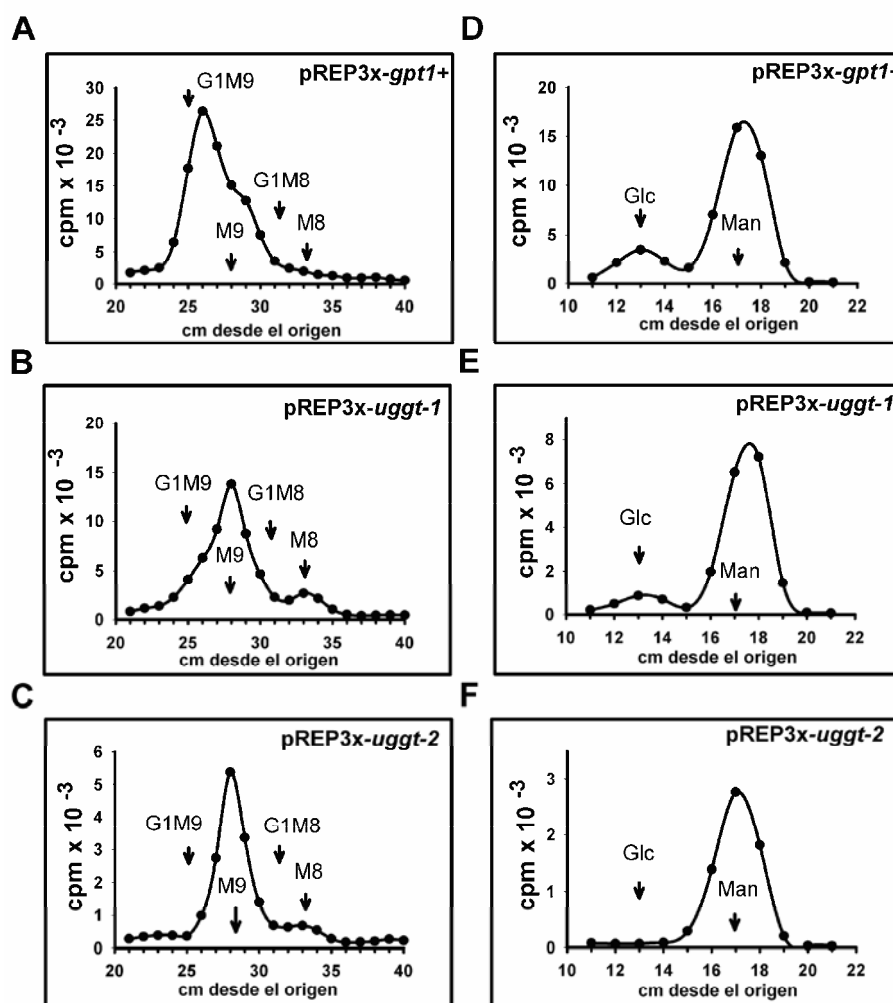 A
pREP3x-gpt1+
G1M9
G1M8
M9
M8
cpm x 10 -3
30
25
20
15
10
5
0
20 25 30 35 40
cm desde el origen
D
pREP3x-gpt1+
Glc
Man
cpm x 10 -3
20
15
10
5
0
10 12 14 16 18 20 22
cm desde el origen
B
pREP3x-uggt-1
G1M9
G1M8
M9
M8
cpm x 10 -3
20
15
10
5
0
20 25 30 35 40
cm desde el origen
E
pREP3x-uggt-1
Glc
Man
cpm x 10 -3
8
6
4
2
0
10 12 14 16 18 20 22
cm desde el origen
C
pREP3x-uggt-2
G1M9
G1M8
M9
M8
cpm x 10 -3
6
5
4
3
2
1
0
20 25 30 35 40
cm desde el origen
F
pREP3x-uggt-2
Glc
Man
cpm x 10 -3
3
2
1
0
10 12 14 16 18 20 22
cm desde el origen